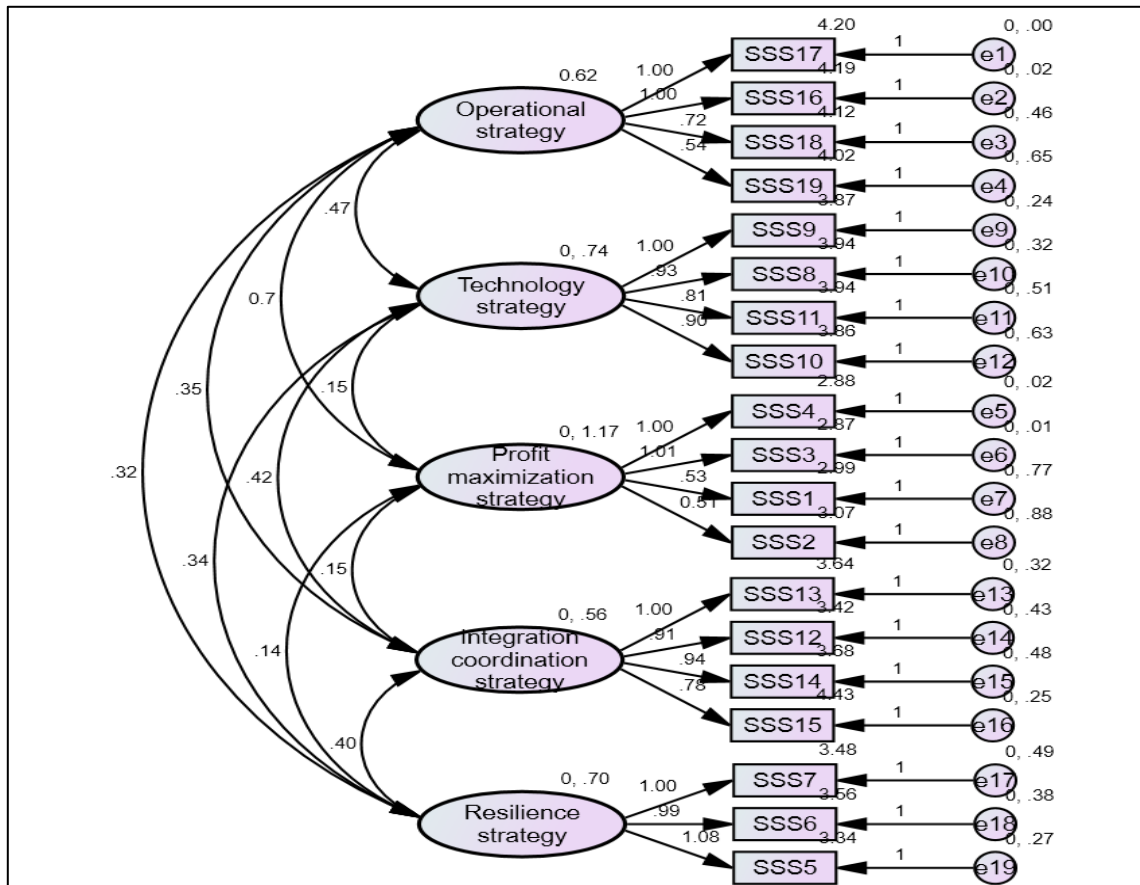 4.20
0, .00
0.62
1.00
SSS17
1
e1
4.19
0, .02
Operational
strategy
1.00
SSS16
1
e2
4.12
0, .46
.72
SSS18
1
e3
4.02
0, .65
.54
SSS19
1
e4
3.87
0, .24
.47
0, .74
1.00
SSS9
1
e9
3.94
0, .32
Technology
strategy
.93
SSS8
1
e10
3.94
0, .51
.81
SSS11
1
e11
3.86
0, .63
0.7
.90
SSS10
1
e12
2.88
0, .02
.35
.15
0, 1.17
1.00
SSS4
1
e5
2.87
0, .01
Profit
maximization
strategy
1.01
SSS3
1
e6
2.99
0, .77
.32
.42
.53
SSS1
1
e7
3.07
0, .88
0.51
SSS2
1
e8
3.64
0, .32
.34
.15
0, .56
1.00
SSS13
1
e13
3.42
0, .43
Integration
coordination
strategy
.91
SSS12
1
e14
3.68
0, .48
.14
.94
SSS14
1
e15
4.43
0, .25
.78
SSS15
1
e16
3.48
0, .49
.40
0, .70
1.00
SSS7
1
e17
3.56
0, .38
Resilience
strategy
.99
SSS6
1
e18
3.34
0, .27
1.08
SSS5
1
e19